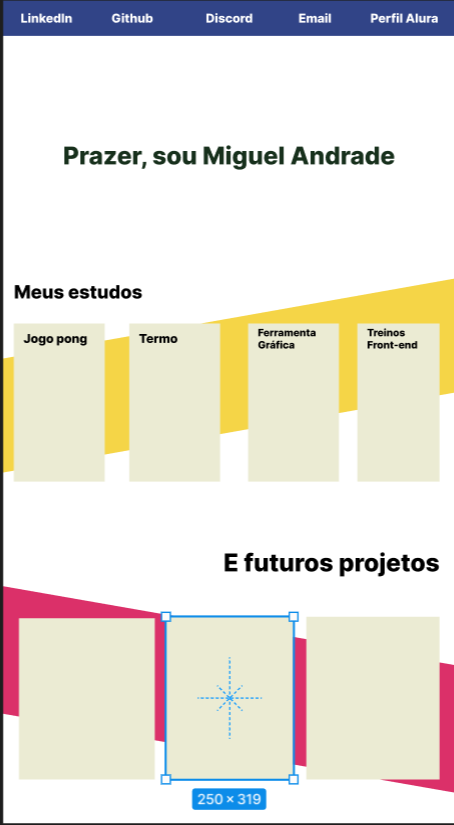 LinkedIn Github Discord Email Perfil Alura
Prazer, sou Miguel Andrade
Meus estudos
Jogo pong
Termo
Ferramenta
Gráfica
Treinos
Front-end
E futuros projetos
250 × 319